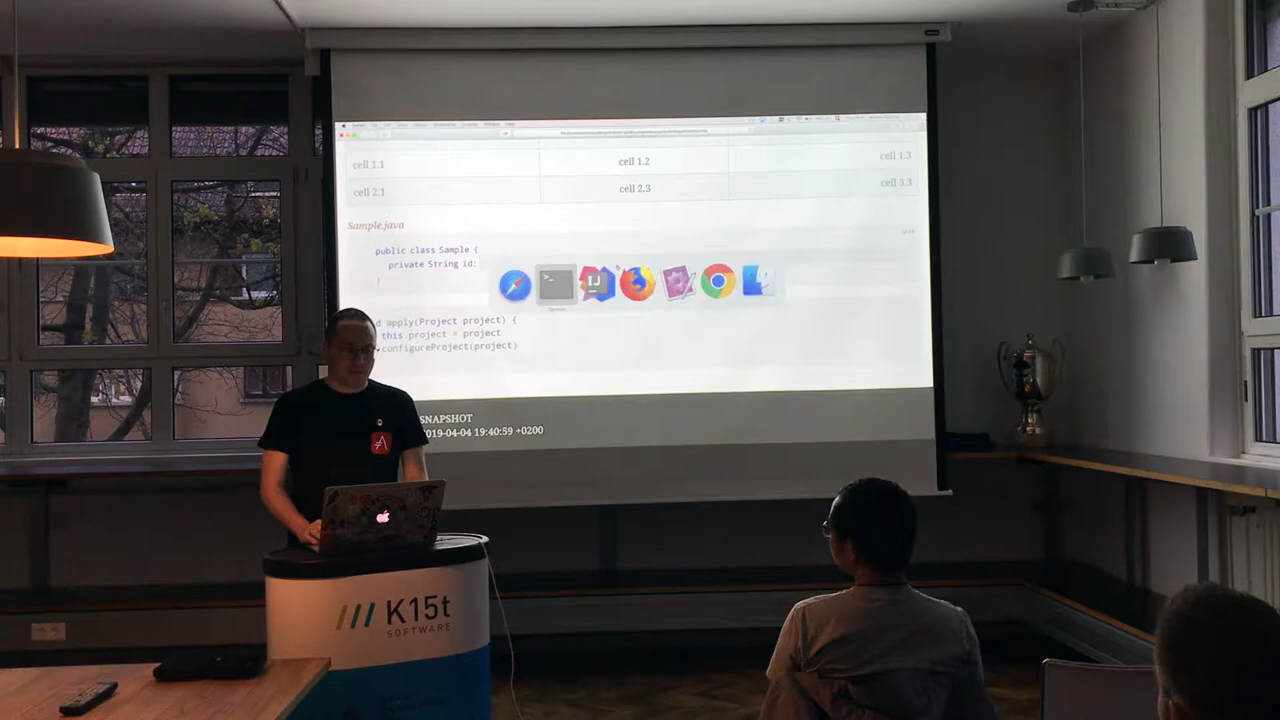 cell 1.1 cell 1.2 cell 1.3
cell 2.1 cell 2.3 cell 3.3
Sample.java
public class Sample {
private String id;
}
d apply(Project project) {
this.project = project
configureProject(project)
SNAPSHOT
2019-04-04 19:40:59 +0200
>_
IJ
K15t
SOFTWARE